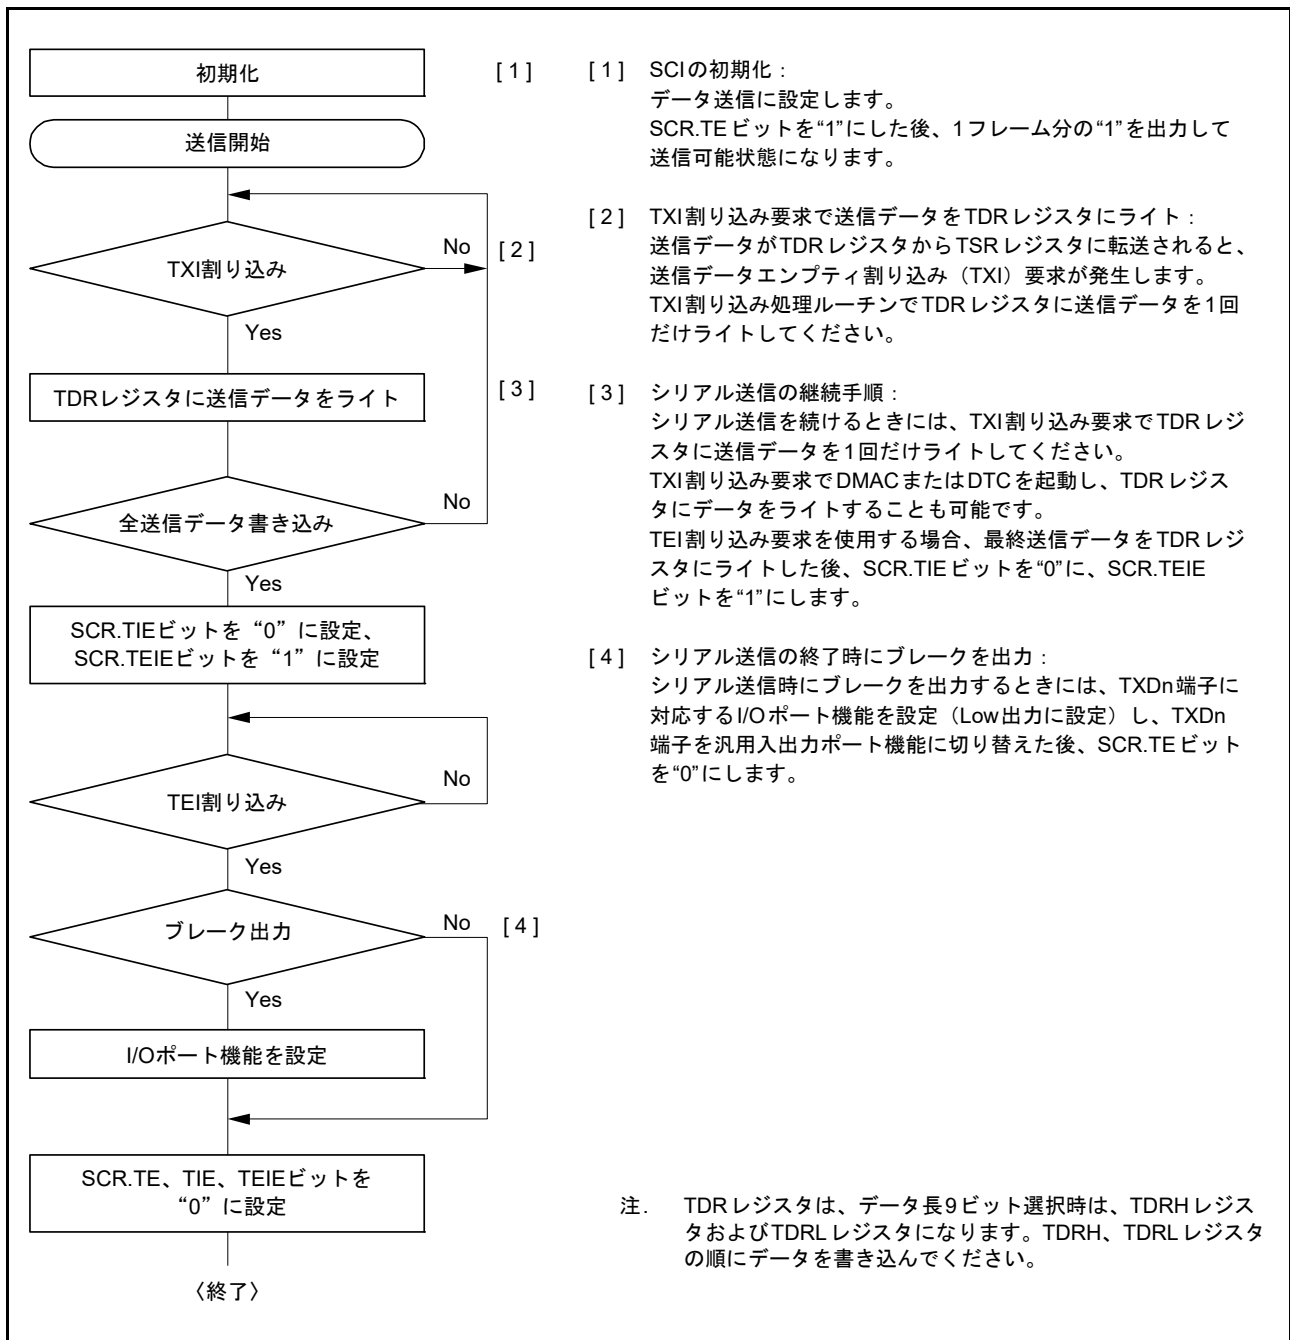 初期化
[ 1 ]
送信開始
TXI割り込み
No
[ 2 ]
Yes
TDRレジスタに送信データをライト
[ 3 ]
全送信データ書き込み
No
Yes
SCR.TIEビットを“0”に設定、
SCR.TEIEビットを“1”に設定
TEI割り込み
No
Yes
ブレーク出力
No
[ 4 ]
Yes
I/Oポート機能を設定
SCR.TE、TIE、TEIEビットを
“0”に設定
〈終了〉
[ 1 ] SCIの初期化：
データ送信に設定します。
SCR.TEビットを“1”にした後、1フレーム分の“1”を出力して
送信可能状態になります。
[ 2 ] TXI割り込み要求で送信データをTDRレジスタにライト：
送信データがTDRレジスタからTSRレジスタに転送されると、
送信データエンプティ割り込み（TXI）要求が発生します。
TXI割り込み処理ルーチンでTDRレジスタに送信データを1回
だけライトしてください。
[ 3 ] シリアル送信の継続手順：
シリアル送信を続けるときには、TXI割り込み要求でTDRレジ
スタに送信データを1回だけライトしてください。
TXI割り込み要求でDMACまたはDTCを起動し、TDRレジス
タにデータをライトすることも可能です。
TEI割り込み要求を使用する場合、最終送信データをTDRレジ
スタにライトした後、SCR.TIEビットを“0”に、SCR.TEIE
ビットを“1”にします。
[ 4 ] シリアル送信の終了時にブレークを出力：
シリアル送信時にブレークを出力するときには、TXDn端子に
対応するI/Oポート機能を設定（Low出力に設定）し、TXDn
端子を汎用入出力ポート機能に切り替えた後、SCR.TEビット
を“0”にします。
注. TDRレジスタは、データ長9ビット選択時は、TDRHレジス
タおよびTDRLレジスタになります。TDRH、TDRLレジスタ
の順にデータを書き込んでください。